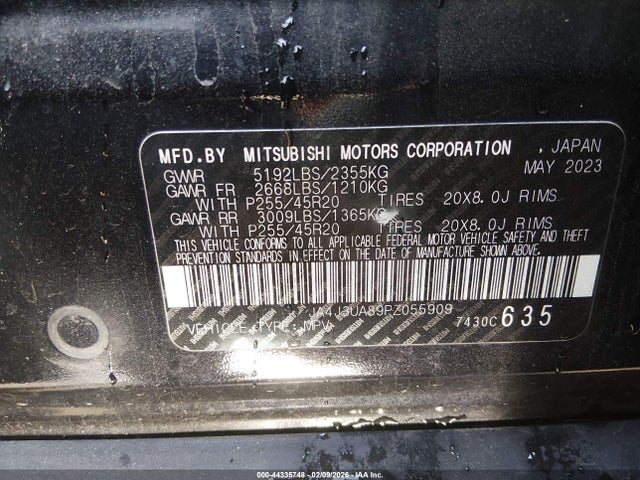 MFD.BY MITSUBISHI MOTORS CORPORATION , JAPAN
GVWR 5192LBS/2355KG MAY 2023
GAWR FR 2668LBS/1210KG
WITH P255/45R20 TIRES 20X8.0J RIMS
GAWR RR 3009LBS/1365KG
WITH P255/45R20 TIRES 20X8.0J RIMS
THIS VEHICLE CONFORMS TO ALL APPLICABLE FEDERAL MOTOR VEHICLE SAFETY AND THEFT
PREVENTION STANDARDS IN EFFECT ON THE DATE OF MANUFACTURE SHOWN ABOVE.
JA4J3UA89PZ055909
VEHICLE TYPE: MPV 7430C 635
000-44335748 - 02/09/2026 - IAA Inc.